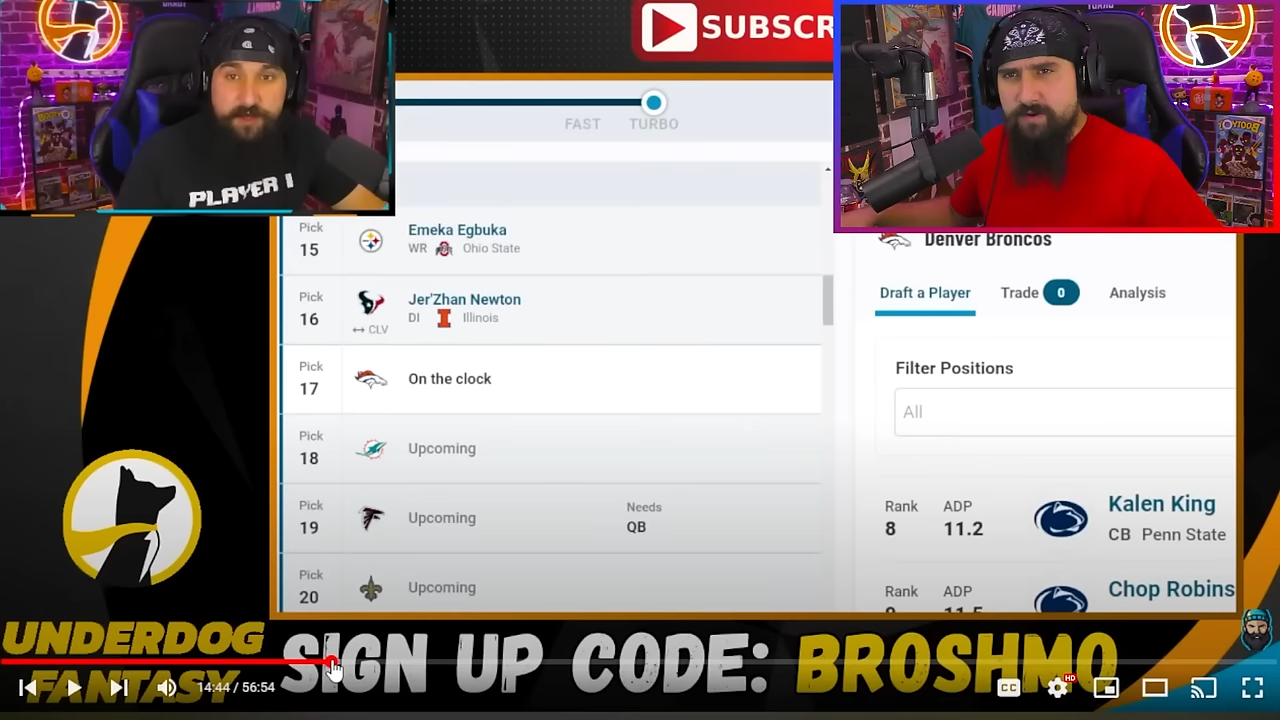 SUBSCR
FAST TURBO
PLAYER 1
Pick 15
Emeka Egbuka
WR Ohio State
Pick 16
Jer'Zhan Newton
DI Illinois
↔ CLV
Pick 17
On the clock
Pick 18
Upcoming
Pick 19
Upcoming
Needs
QB
Pick 20
Upcoming
Denver Broncos
Draft a Player Trade 0 Analysis
Filter Positions
All
Rank 8
ADP 11.2
Kalen King
CB Penn State
Rank
ADP
Chop Robins
UNDERDOG
FANTASY
SIGN UP CODE: BROSHMO
14:44 / 56:54
CC
HD